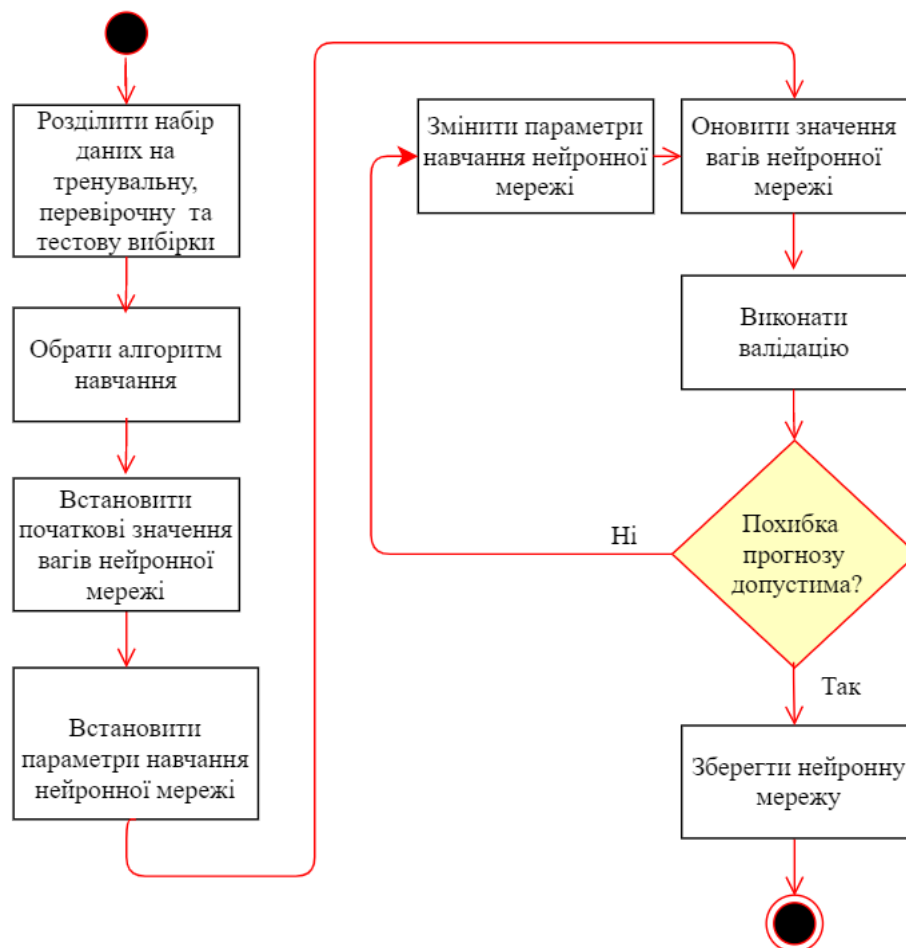 Розділити набір
даних на
тренувальну,
перевірочну та
тестову вибірки
Обрати алгоритм
навчання
Встановити
початкові значення
вагів нейронної
мережі
Встановити
параметри навчання
нейронної мережі
Змінити параметри
навчання нейронної
мережі
Оновити значення
вагів нейронної
мережі
Виконати
валідацію
Похибка
прогнозу
допустима?
Ні
Так
Зберегти нейронну
мережу